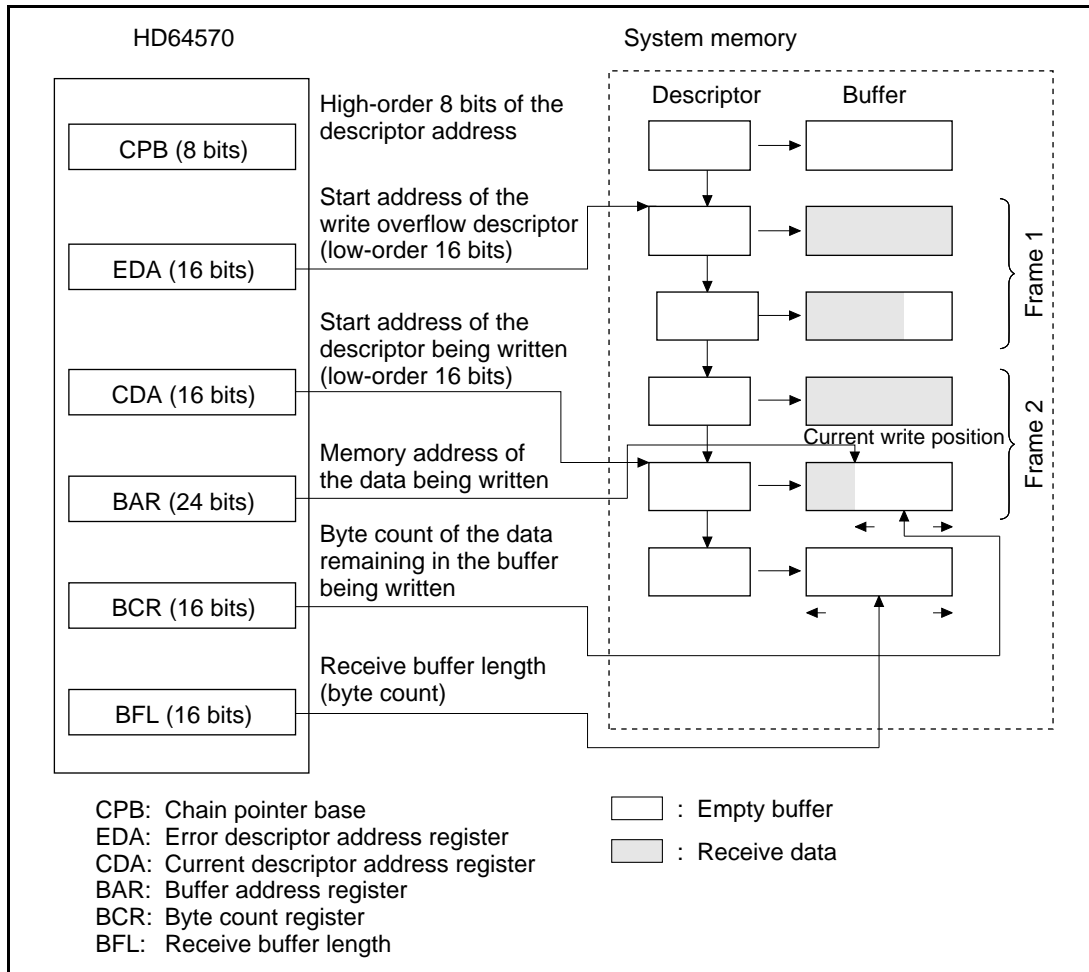 HD64570
System memory
High-order 8 bits of the
descriptor address
Descriptor
Buffer
CPB (8 bits)
Start address of the
write overflow descriptor
(low-order 16 bits)
EDA (16 bits)
Frame 1
Start address of the
descriptor being written
(low-order 16 bits)
CDA (16 bits)
Frame 2
Current write position
Memory address of
the data being written
BAR (24 bits)
Byte count of the data
remaining in the buffer
being written
BCR (16 bits)
Receive buffer length
(byte count)
BFL (16 bits)
CPB: Chain pointer base
EDA: Error descriptor address register
CDA: Current descriptor address register
BAR: Buffer address register
BCR: Byte count register
BFL: Receive buffer length
: Empty buffer
: Receive data